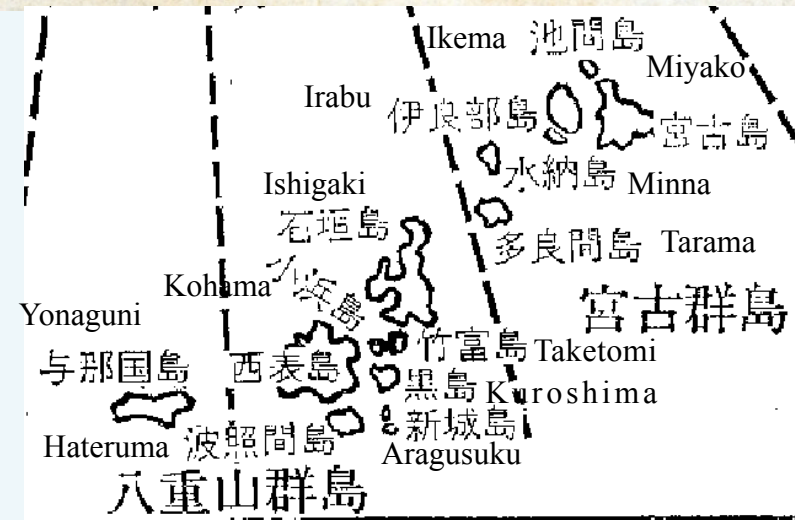 Ikema 池間島
Miyako
Irabu
伊良部島
宮古島
水納島 Minna
Ishigaki
石垣島
多良間島 Tarama
Kohama
小浜島
宮古群島
Yonaguni
与那国島
西表島
竹富島 Taketomi
黒島 Kuroshima
新城島
Hateruma 波照間島
Aragusuku
八重山群島